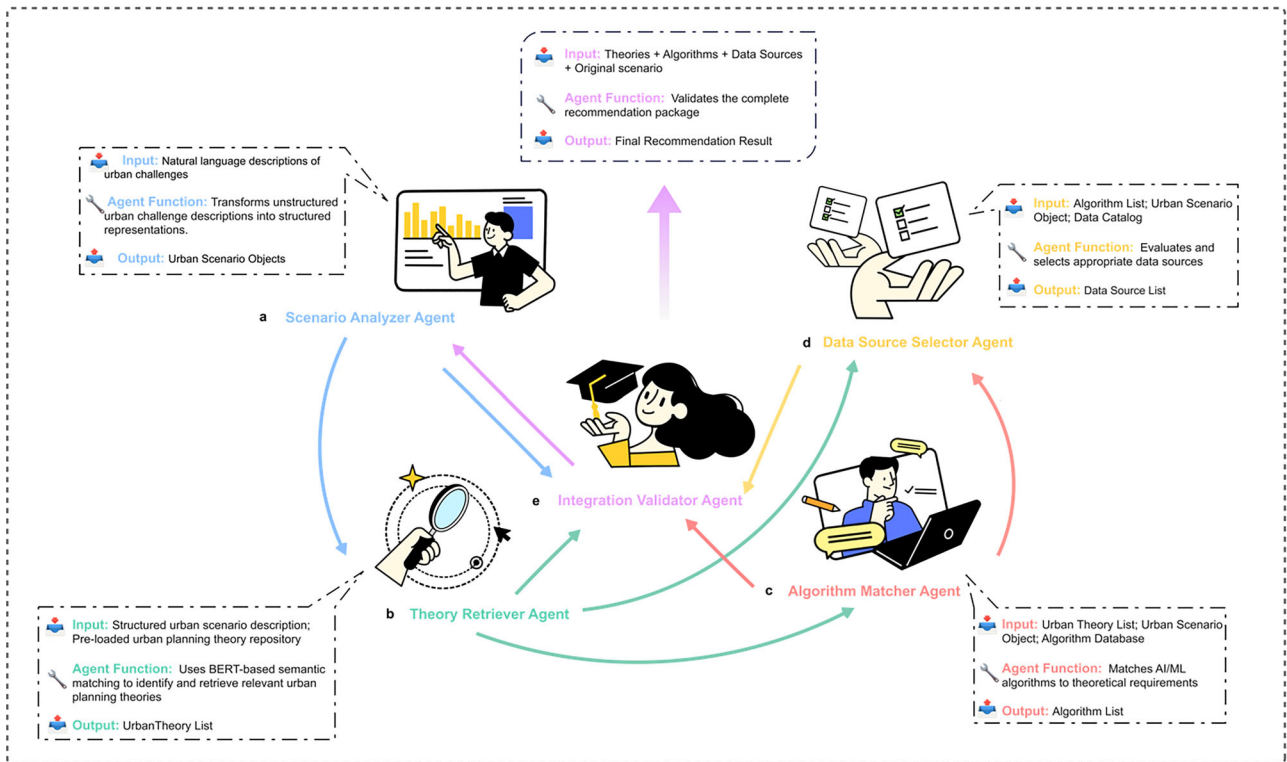 Input: Theories + Algorithms + Data Sources
+ Original scenario
Agent Function: Validates the complete
recommendation package
Output: Final Recommendation Result
Input: Natural language descriptions of
urban challenges
Agent Function: Transforms unstructured
urban challenge descriptions into structured
representations.
Output: Urban Scenario Objects
a Scenario Analyzer Agent
Input: Algorithm List; Urban Scenario
Object; Data Catalog
Agent Function: Evaluates and
selects appropriate data sources
Output: Data Source List
d Data Source Selector Agent
e Integration Validator Agent
b Theory Retriever Agent
Input: Structured urban scenario description;
Pre-loaded urban planning theory repository
Agent Function: Uses BERT-based semantic
matching to identify and retrieve relevant urban
planning theories
Output: UrbanTheory List
c Algorithm Matcher Agent
Input: Urban Theory List; Urban Scenario
Object; Algorithm Database
Agent Function: Matches AI/ML
algorithms to theoretical requirements
Output: Algorithm List